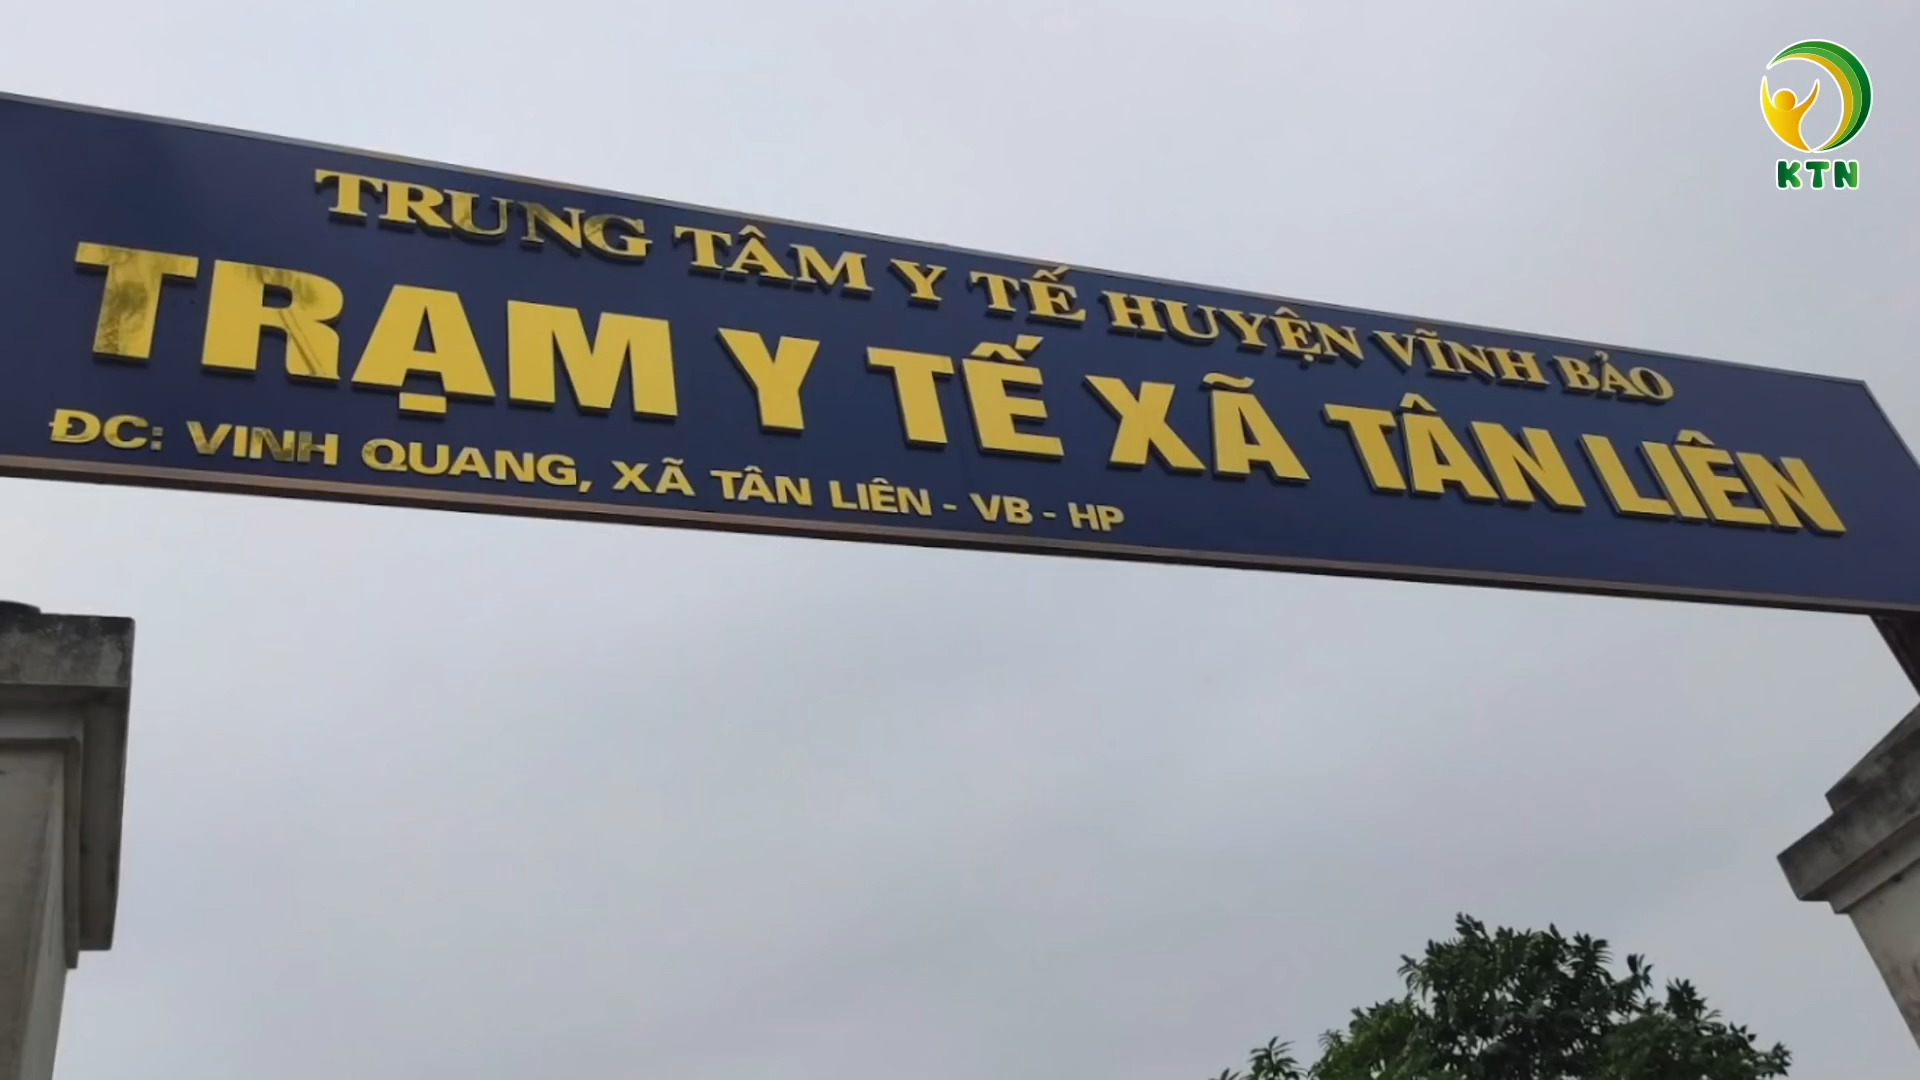 KTN
TRUNG TÂM Y TẾ HUYỆN VĨNH BẢO
TRẠM Y TẾ XÃ TÂN LIÊN
ĐC: VINH QUANG, XÃ TÂN LIÊN - VB - HP